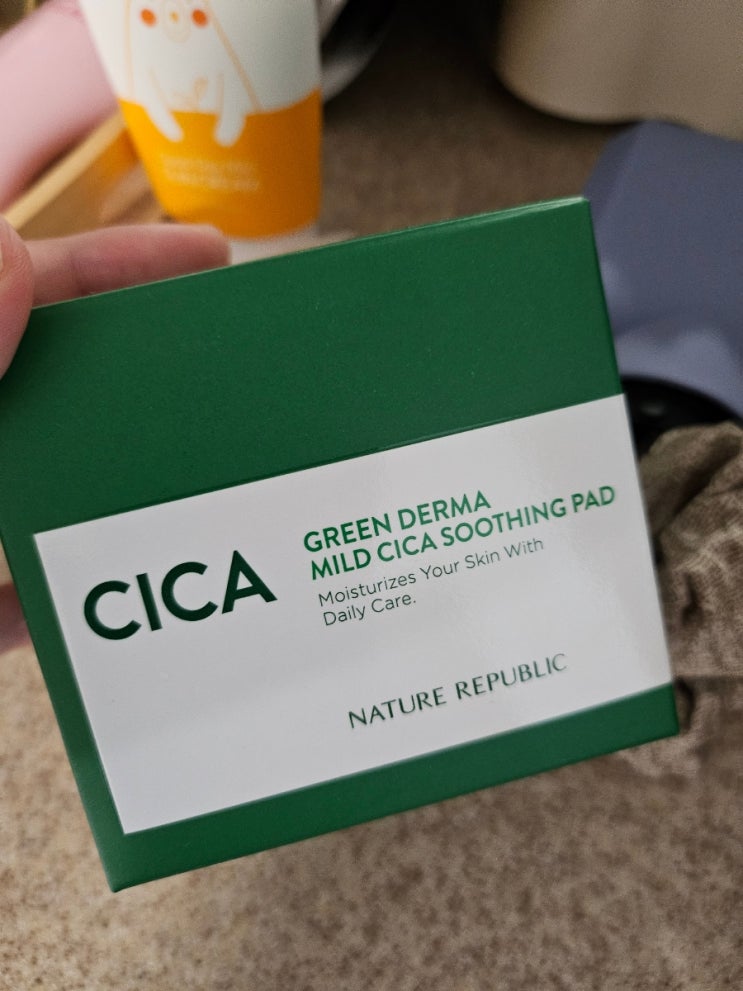 CICA
GREEN DERMA
MILD CICA SOOTHING PAD
Moisturizes Your Skin With
Daily Care.
NATURE REPUBLIC